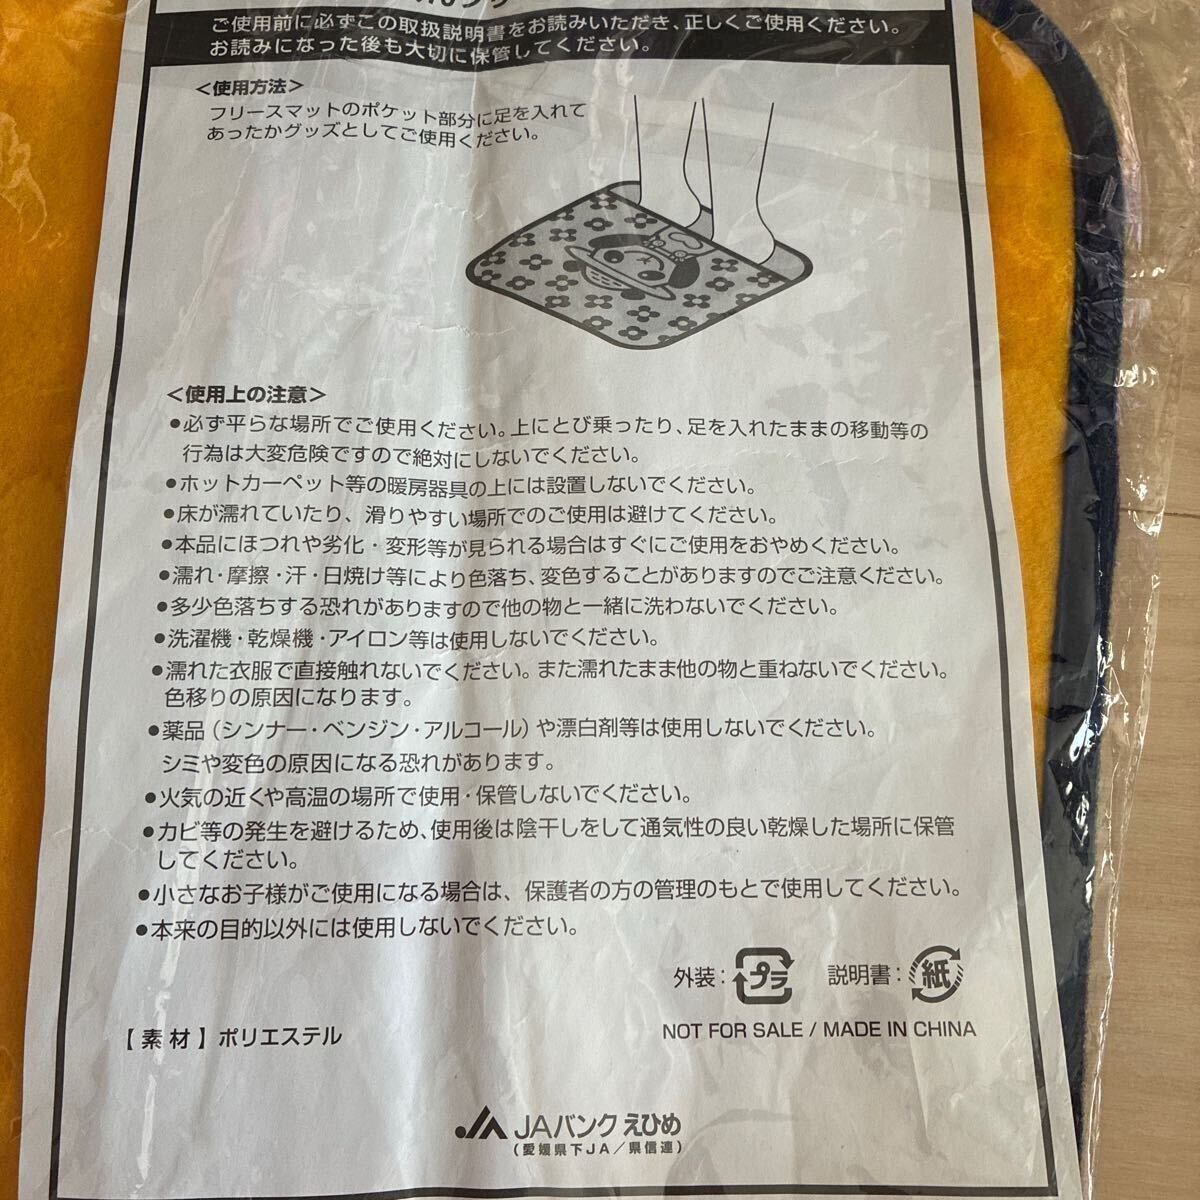 ご使用前に必ずこの取扱説明書をお読みいただき、正しくご使用ください。
お読みになった後も大切に保管してください。
＜使用方法＞
フリースマットのポケット部分に足を入れて
あったかグッズとしてご使用ください。
＜使用上の注意＞
●必ず平らな場所でご使用ください。上にとび乗ったり、足を入れたままの移動等の
行為は大変危険ですので絶対にしないでください。
●ホットカーペット等の暖房器具の上には設置しないでください。
●床が濡れていたり、滑りやすい場所でのご使用は避けてください。
●本品にほつれや劣化・変形等が見られる場合はすぐにご使用をおやめください。
●濡れ・摩擦・汗・日焼け等により色落ち、変色することがありますのでご注意ください。
●多少色落ちする恐れがありますので他の物と一緒に洗わないでください。
●洗濯機・乾燥機・アイロン等は使用しないでください。
●濡れた衣服で直接触れないでください。また濡れたまま他の物と重ねないでください。
色移りの原因になります。
●薬品（シンナー・ベンジン・アルコール）や漂白剤等は使用しないでください。
シミや変色の原因になる恐れがあります。
●火気の近くや高温の場所で使用・保管しないでください。
●カビ等の発生を避けるため、使用後は陰干しをして通気性の良い乾燥した場所に保管
してください。
●小さなお子様がご使用になる場合は、保護者の方の管理のもとで使用してください。
●本来の目的以外には使用しないでください。
外装：プラ 説明書：紙
【素材】ポリエステル
NOT FOR SALE / MADE IN CHINA
JAバンク えひめ
（愛媛県下JA／県信連）